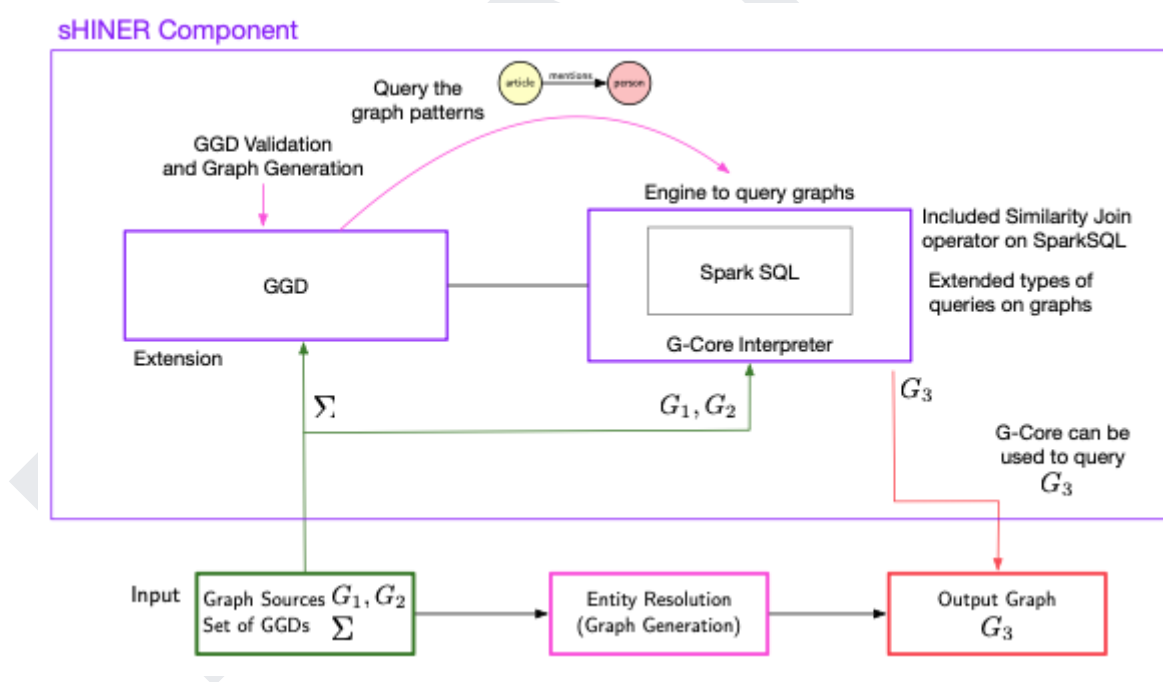 sHINER Component
article
mentions
person
Query the
graph patterns
GGD Validation
and Graph Generation
Engine to query graphs
Included Similarity Join
operator on SparkSQL
Spark SQL
GGD
Extended types of
queries on graphs
G-Core Interpreter
Extension
Σ
G₁, G₂
G₃
G-Core can be
used to query
G₃
Input
Graph Sources G₁, G₂
Set of GGDs Σ
Entity Resolution
(Graph Generation)
Output Graph
G₃